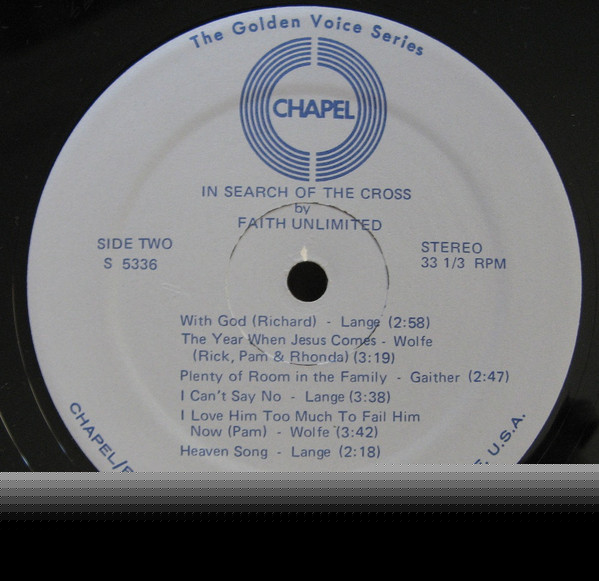 The Golden Voice Series
CHAPEL
IN SEARCH OF THE CROSS
by
FAITH UNLIMITED
SIDE TWO
S 5336
STEREO
33 1/3 RPM
With God (Richard) - Lange (2:58)
The Year When Jesus Comes - Wolfe
(Rick, Pam & Rhonda) (3:19)
Plenty of Room in the Family - Gaither (2:47)
I Can't Say No - Lange (3:38)
I Love Him Too Much To Fail Him
Now (Pam) - Wolfe (3:42)
Heaven Song - Lange (2:18)
CHAPEL/
U.S.A.